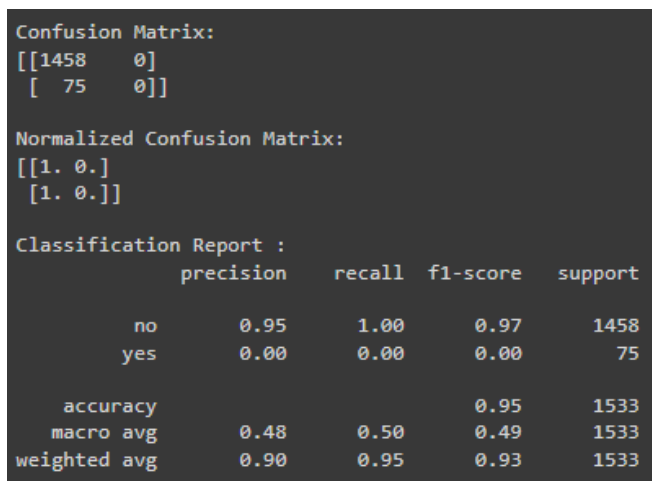 Confusion Matrix:
[[1458    0]
 [  75    0]]
Normalized Confusion Matrix:
[[1. 0.]
 [1. 0.]]
Classification Report :
              precision    recall  f1-score   support
          no       0.95      1.00      0.97      1458
         yes       0.00      0.00      0.00        75
    accuracy                           0.95      1533
   macro avg       0.48      0.50      0.49      1533
weighted avg       0.90      0.95      0.93      1533